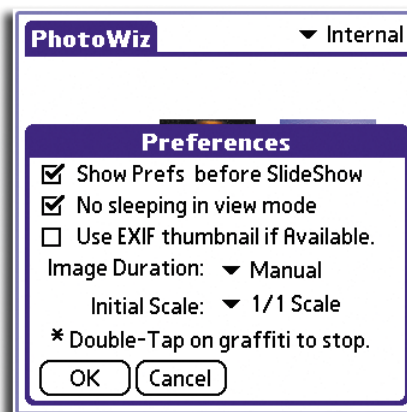 PhotoWiz
Internal
Preferences
Show Prefs before SlideShow
No sleeping in view mode
Use EXIF thumbnail if Available.
Image Duration: Manual
Initial Scale: 1/1 Scale
* Double-Tap on graffiti to stop.
OK Cancel